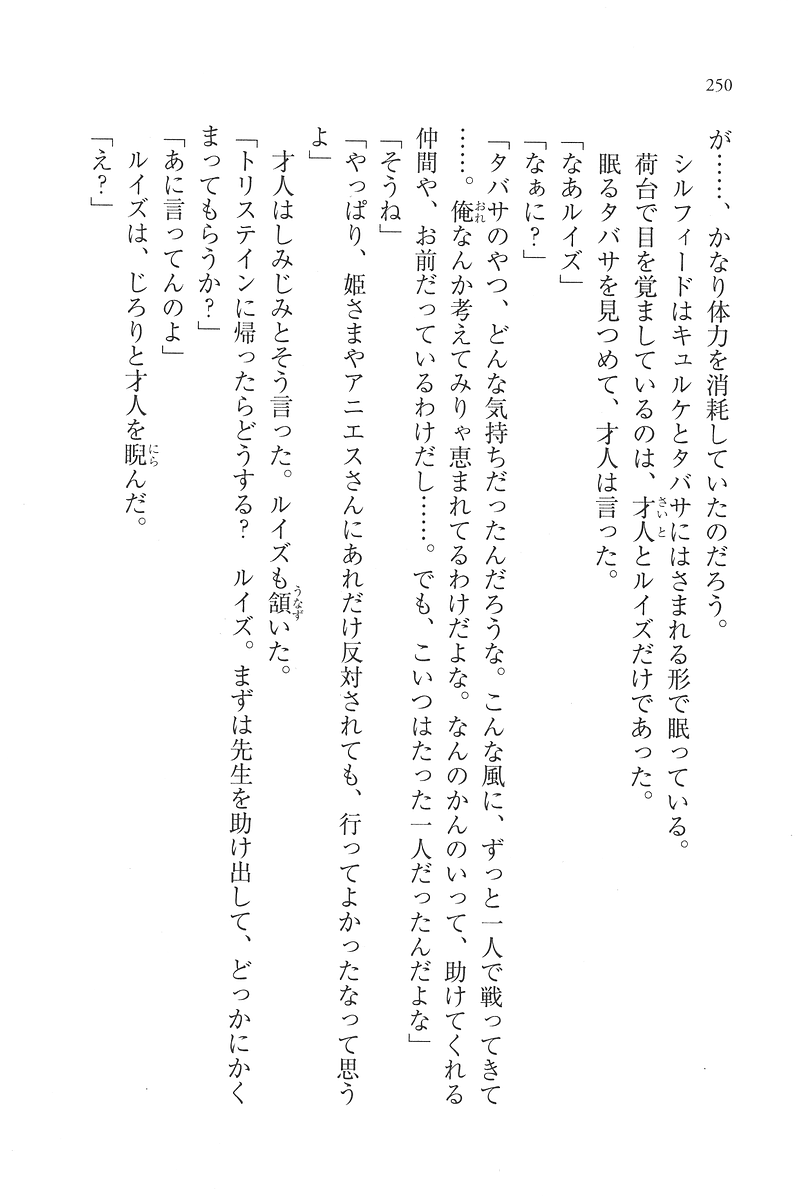 250
が……、かなり体力を消耗していたのだろう。
シルフィードはキュルケとタバサにはさまれる形で眠っている。
荷台で目を覚ましているのは、才人とルイズだけであった。
眠るタバサを見つめて、才人は言った。
「なあルイズ」
「なぁに？」
「タバサのやつ、どんな気持ちだったんだろうな。こんな風に、ずっと一人で戦ってきて
……。俺なんか考えてみりゃ恵まれてるわけだよな。なんのかんのいって、助けてくれる
仲間や、お前だっているわけだし……。でも、こいつはたった一人だったんだよな」
「そうね」
「やっぱり、姫さまやアニエスさんにあれだけ反対されても、行ってよかったなって思う
よ」
才人はしみじみとそう言った。ルイズも頷いた。
「トリステインに帰ったらどうする？　ルイズ。まずは先生を助け出して、どっかにかく
まってもらうか？」
「あに言ってんのよ」
ルイズは、じろりと才人を睨んだ。
「え？」